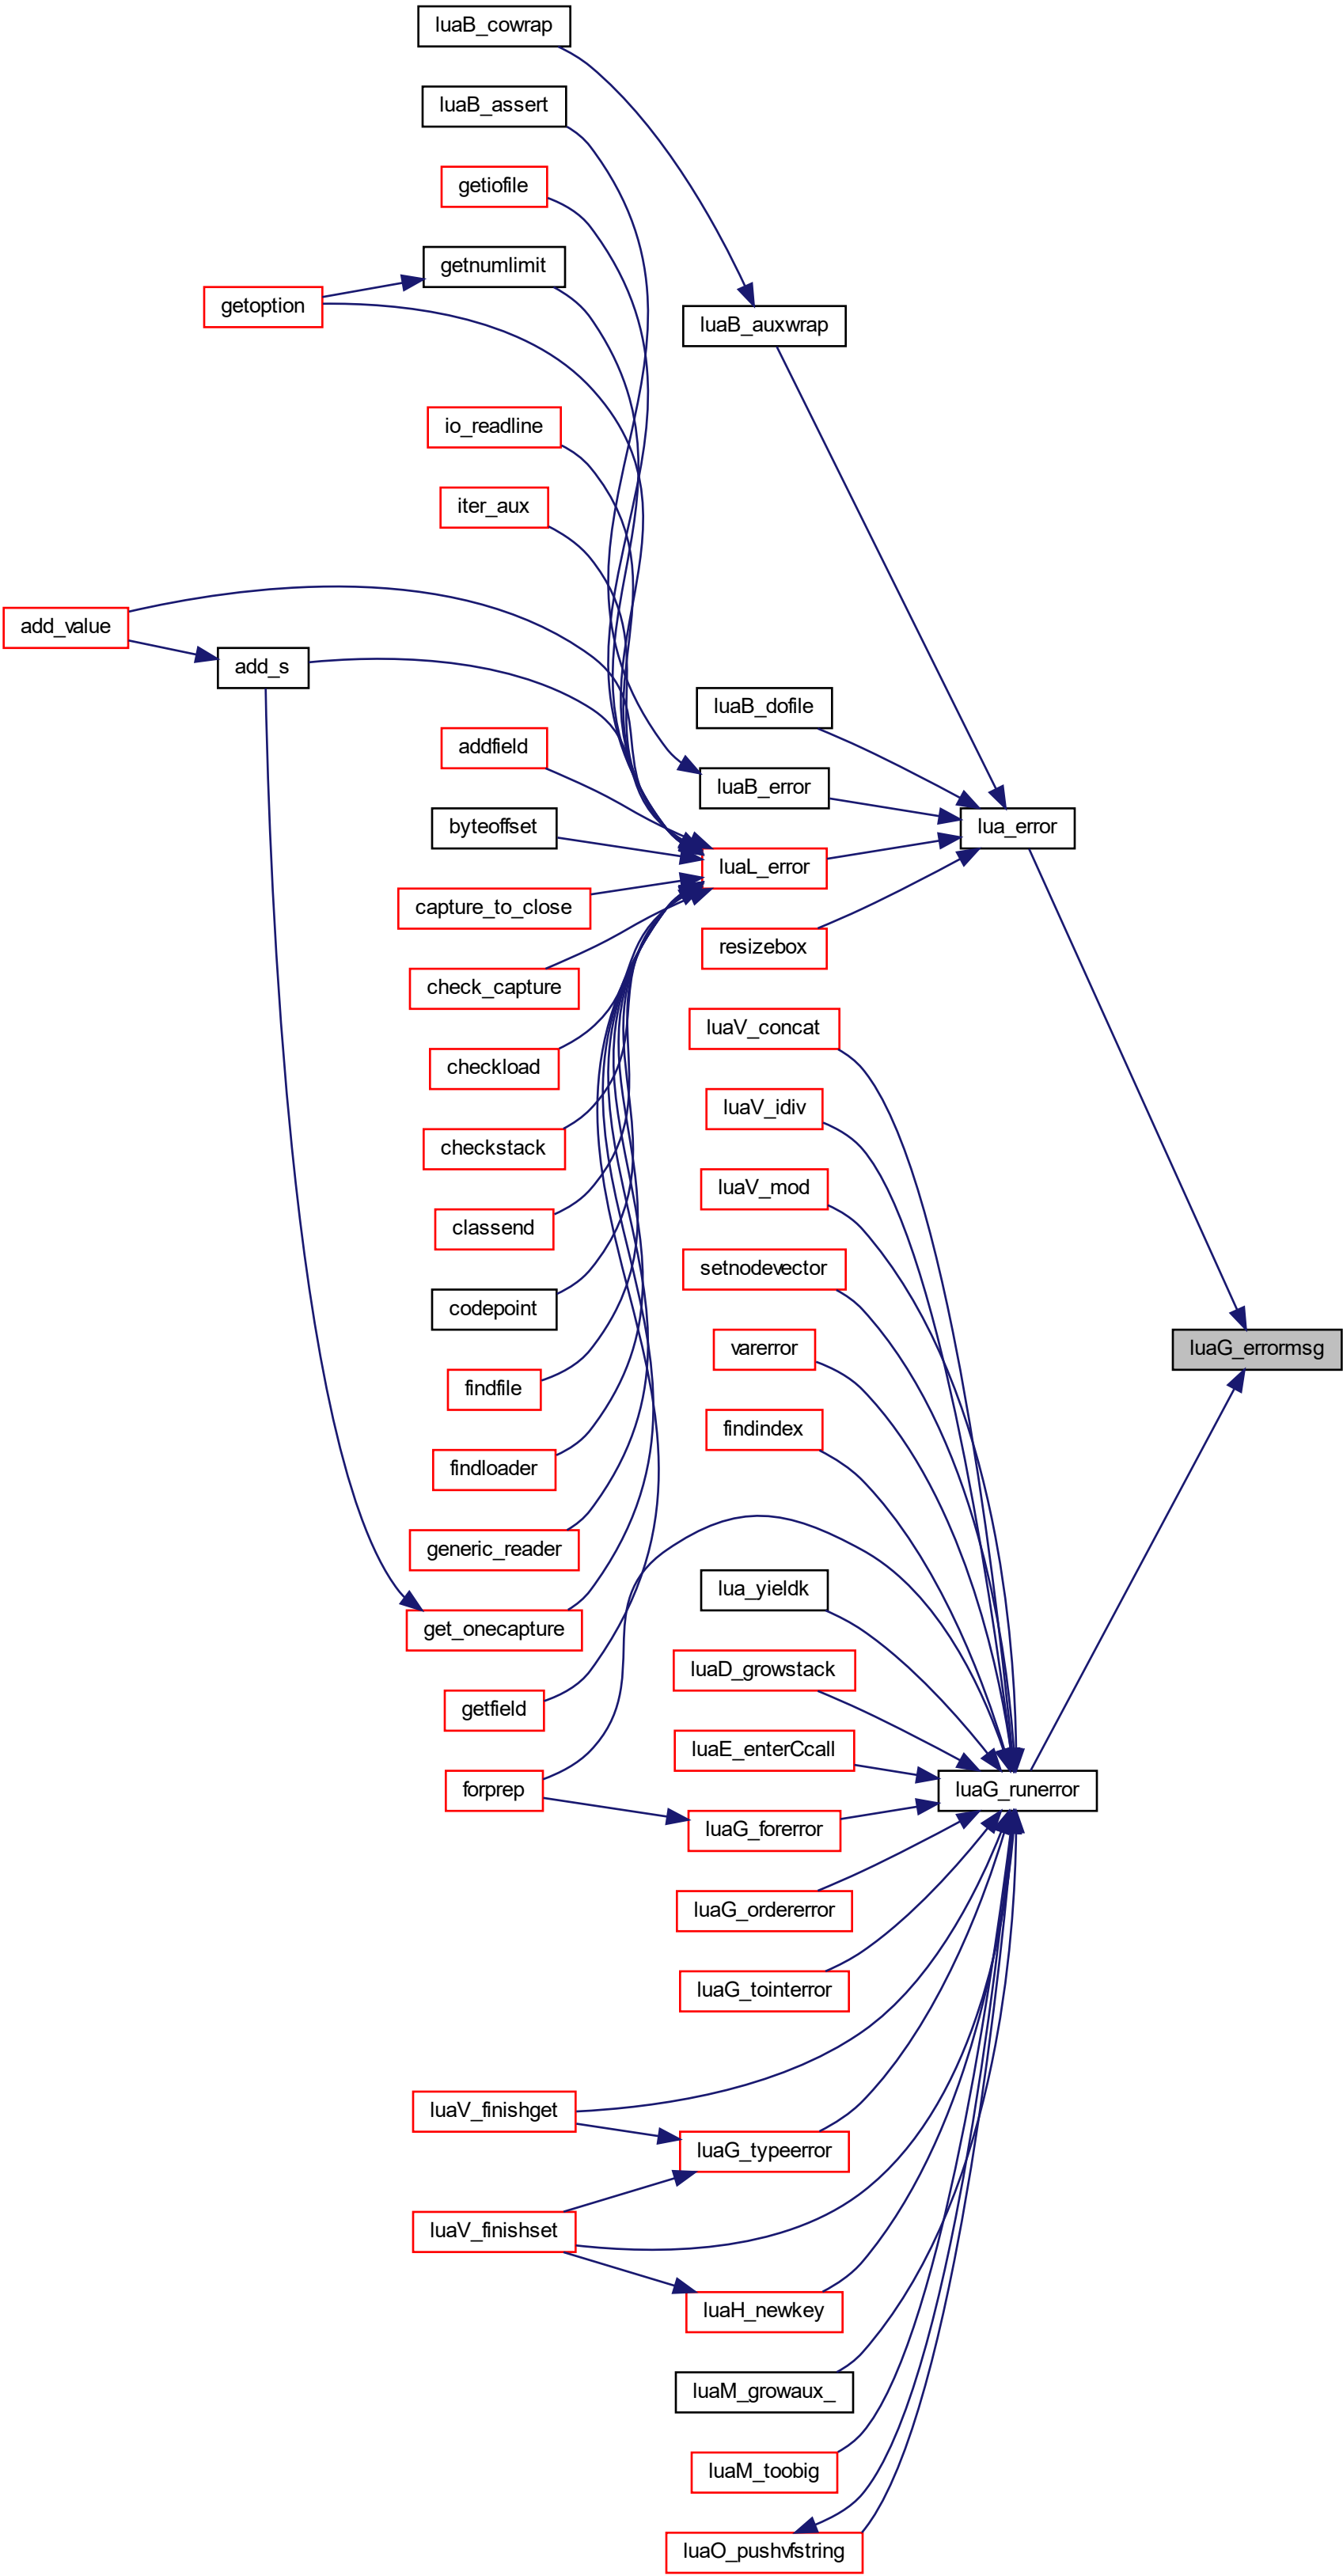 luaB_cowrap
luaB_assert
getiofile
getnumlimit
getoption
luaB_auxwrap
io_readline
iter_aux
add_value
add_s
luaB_dofile
addfield
luaB_error
byteoffset
lua_error
luaL_error
capture_to_close
resizebox
check_capture
luaV_concat
checkload
luaV_idiv
checkstack
luaV_mod
classend
setnodevector
codepoint
varerror
luaG_errormsg
findfile
findindex
findloader
generic_reader
lua_yieldk
get_onecapture
luaD_growstack
getfield
luaE_enterCcall
forprep
luaG_runerror
luaG_forerror
luaG_ordererror
luaG_tointerror
luaV_finishget
luaG_typeerror
luaV_finishset
luaH_newkey
luaM_growaux_
luaM_toobig
luaO_pushvfstring